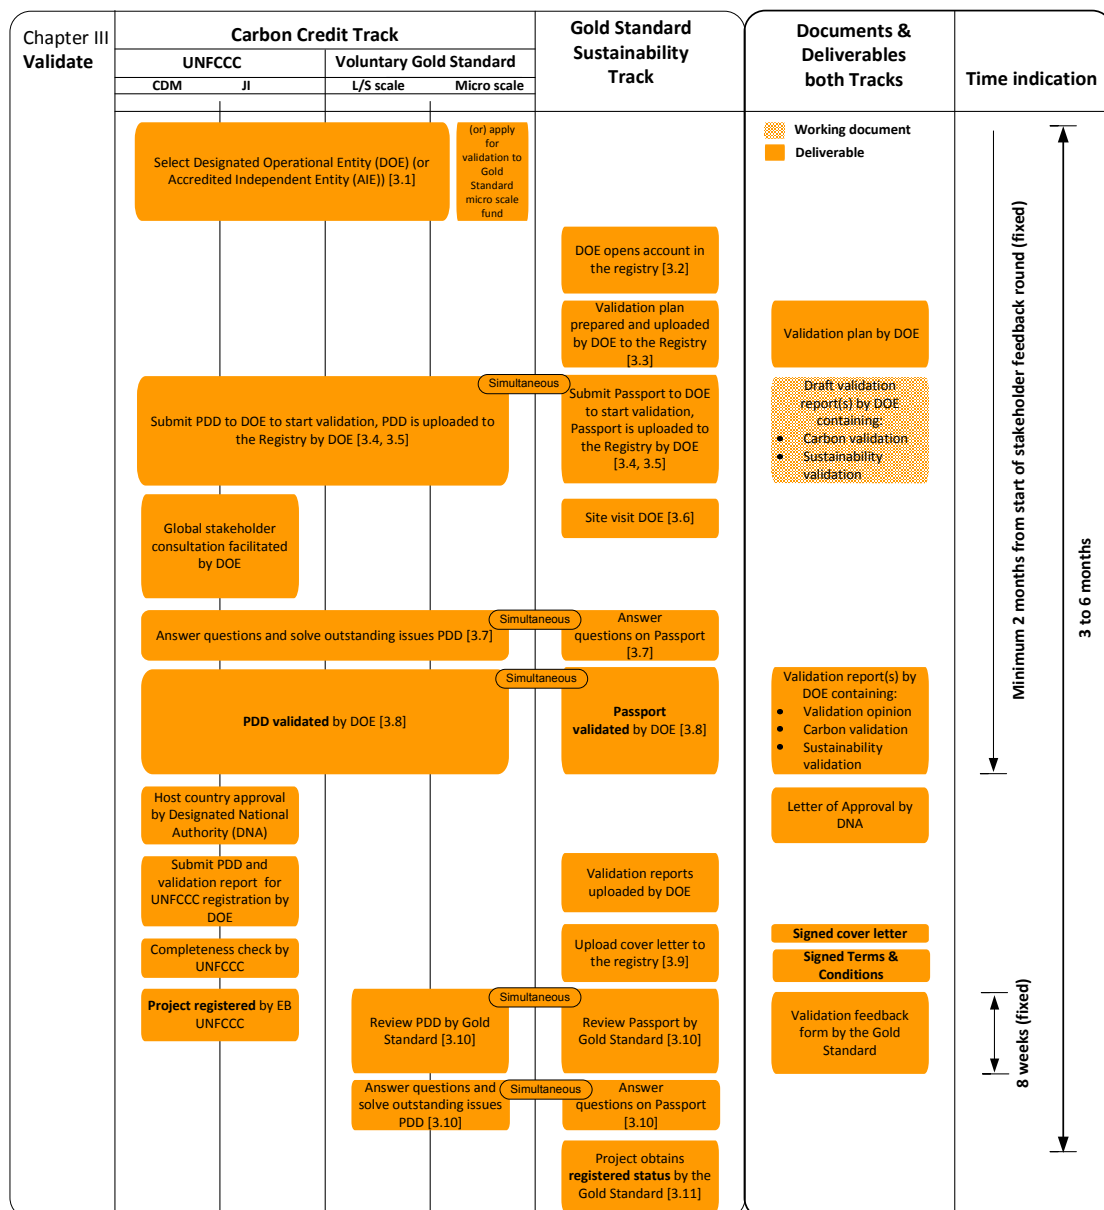 Chapter III
Validate
Carbon Credit Track
UNFCCC
Voluntary Gold Standard
CDM
JI
L/S scale
Micro scale
Gold Standard
Sustainability
Track
Documents &
Deliverables
both Tracks
Time indication
Working document
Deliverable
Select Designated Operational Entity (DOE) (or
Accredited Independent Entity (AIE)) [3.1]
(or) apply
for
validation to
Gold
Standard
micro scale
fund
DOE opens account in
the registry [3.2]
Validation plan
prepared and uploaded
by DOE to the Registry
[3.3]
Validation plan by DOE
Simultaneous
Submit PDD to DOE to start validation, PDD is uploaded to
the Registry by DOE [3.4, 3.5]
Submit Passport to DOE
to start validation,
Passport is uploaded to
the Registry by DOE
[3.4, 3.5]
Draft validation
report(s) by DOE
containing:
• Carbon validation
• Sustainability
validation
Global stakeholder
consultation facilitated
by DOE
Site visit DOE [3.6]
Simultaneous
Answer questions and solve outstanding issues PDD [3.7]
Answer
questions on Passport
[3.7]
Simultaneous
PDD validated by DOE [3.8]
Passport
validated by DOE [3.8]
Validation report(s) by
DOE containing:
• Validation opinion
• Carbon validation
• Sustainability
validation
Host country approval
by Designated National
Authority (DNA)
Letter of Approval by
DNA
Submit PDD and
validation report for
UNFCCC registration by
DOE
Validation reports
uploaded by DOE
Completeness check by
UNFCCC
Upload cover letter to
the registry [3.9]
Signed cover letter
Signed Terms &
Conditions
Project registered by EB
UNFCCC
Simultaneous
Review PDD by Gold
Standard [3.10]
Review Passport by
Gold Standard [3.10]
Validation feedback
form by the Gold
Standard
Simultaneous
Answer questions and
solve outstanding issues
PDD [3.10]
Answer
questions on Passport
[3.10]
Project obtains
registered status by the
Gold Standard [3.11]
Minimum 2 months from start of stakeholder feedback round (fixed)
8 weeks (fixed)
3 to 6 months